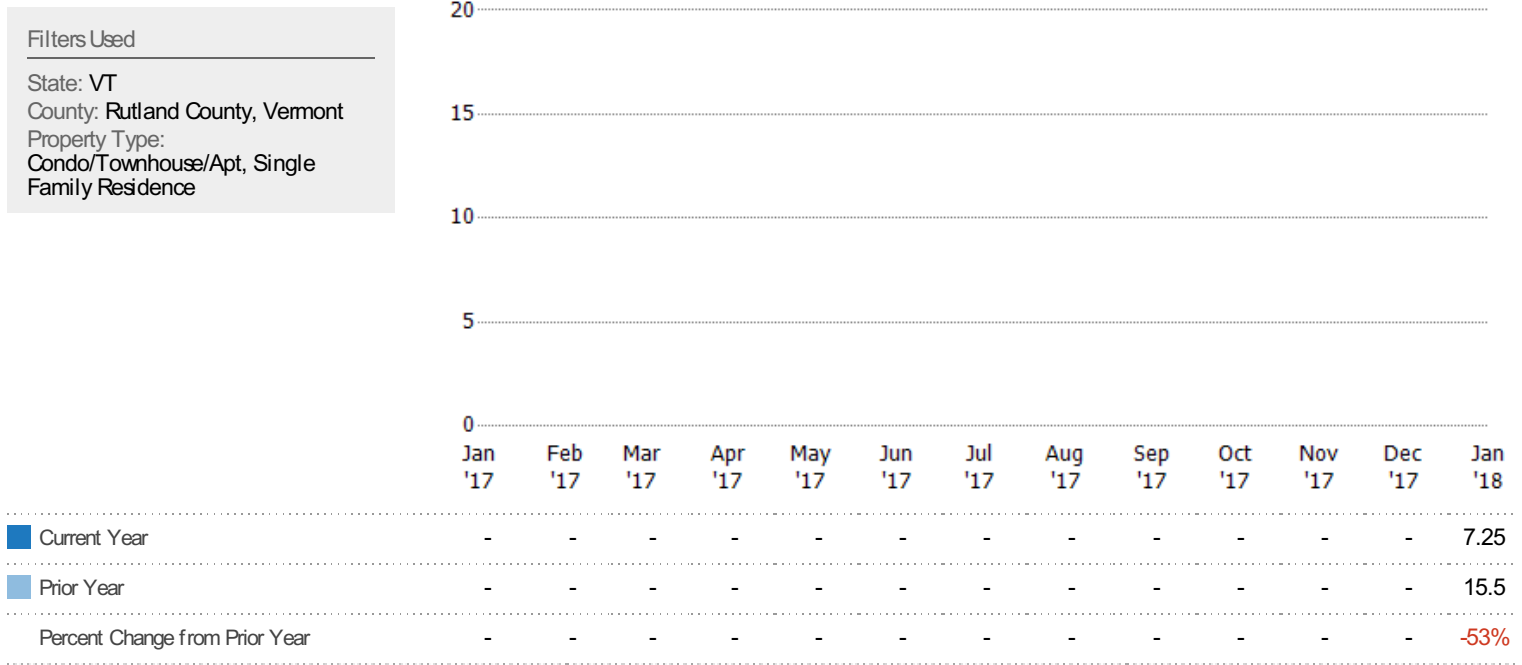 Filters Used
State: VT
County: Rutland County, Vermont
Property Type:
Condo/Townhouse/Apt, Single
Family Residence
20
15
10
5
0
Jan Feb Mar Apr May Jun Jul Aug Sep Oct Nov Dec Jan
'17 '17 '17 '17 '17 '17 '17 '17 '17 '17 '17 '17 '18
Current Year - - - - - - - - - - - - 7.25
Prior Year - - - - - - - - - - - - 15.5
Percent Change from Prior Year - - - - - - - - - - - - -53%